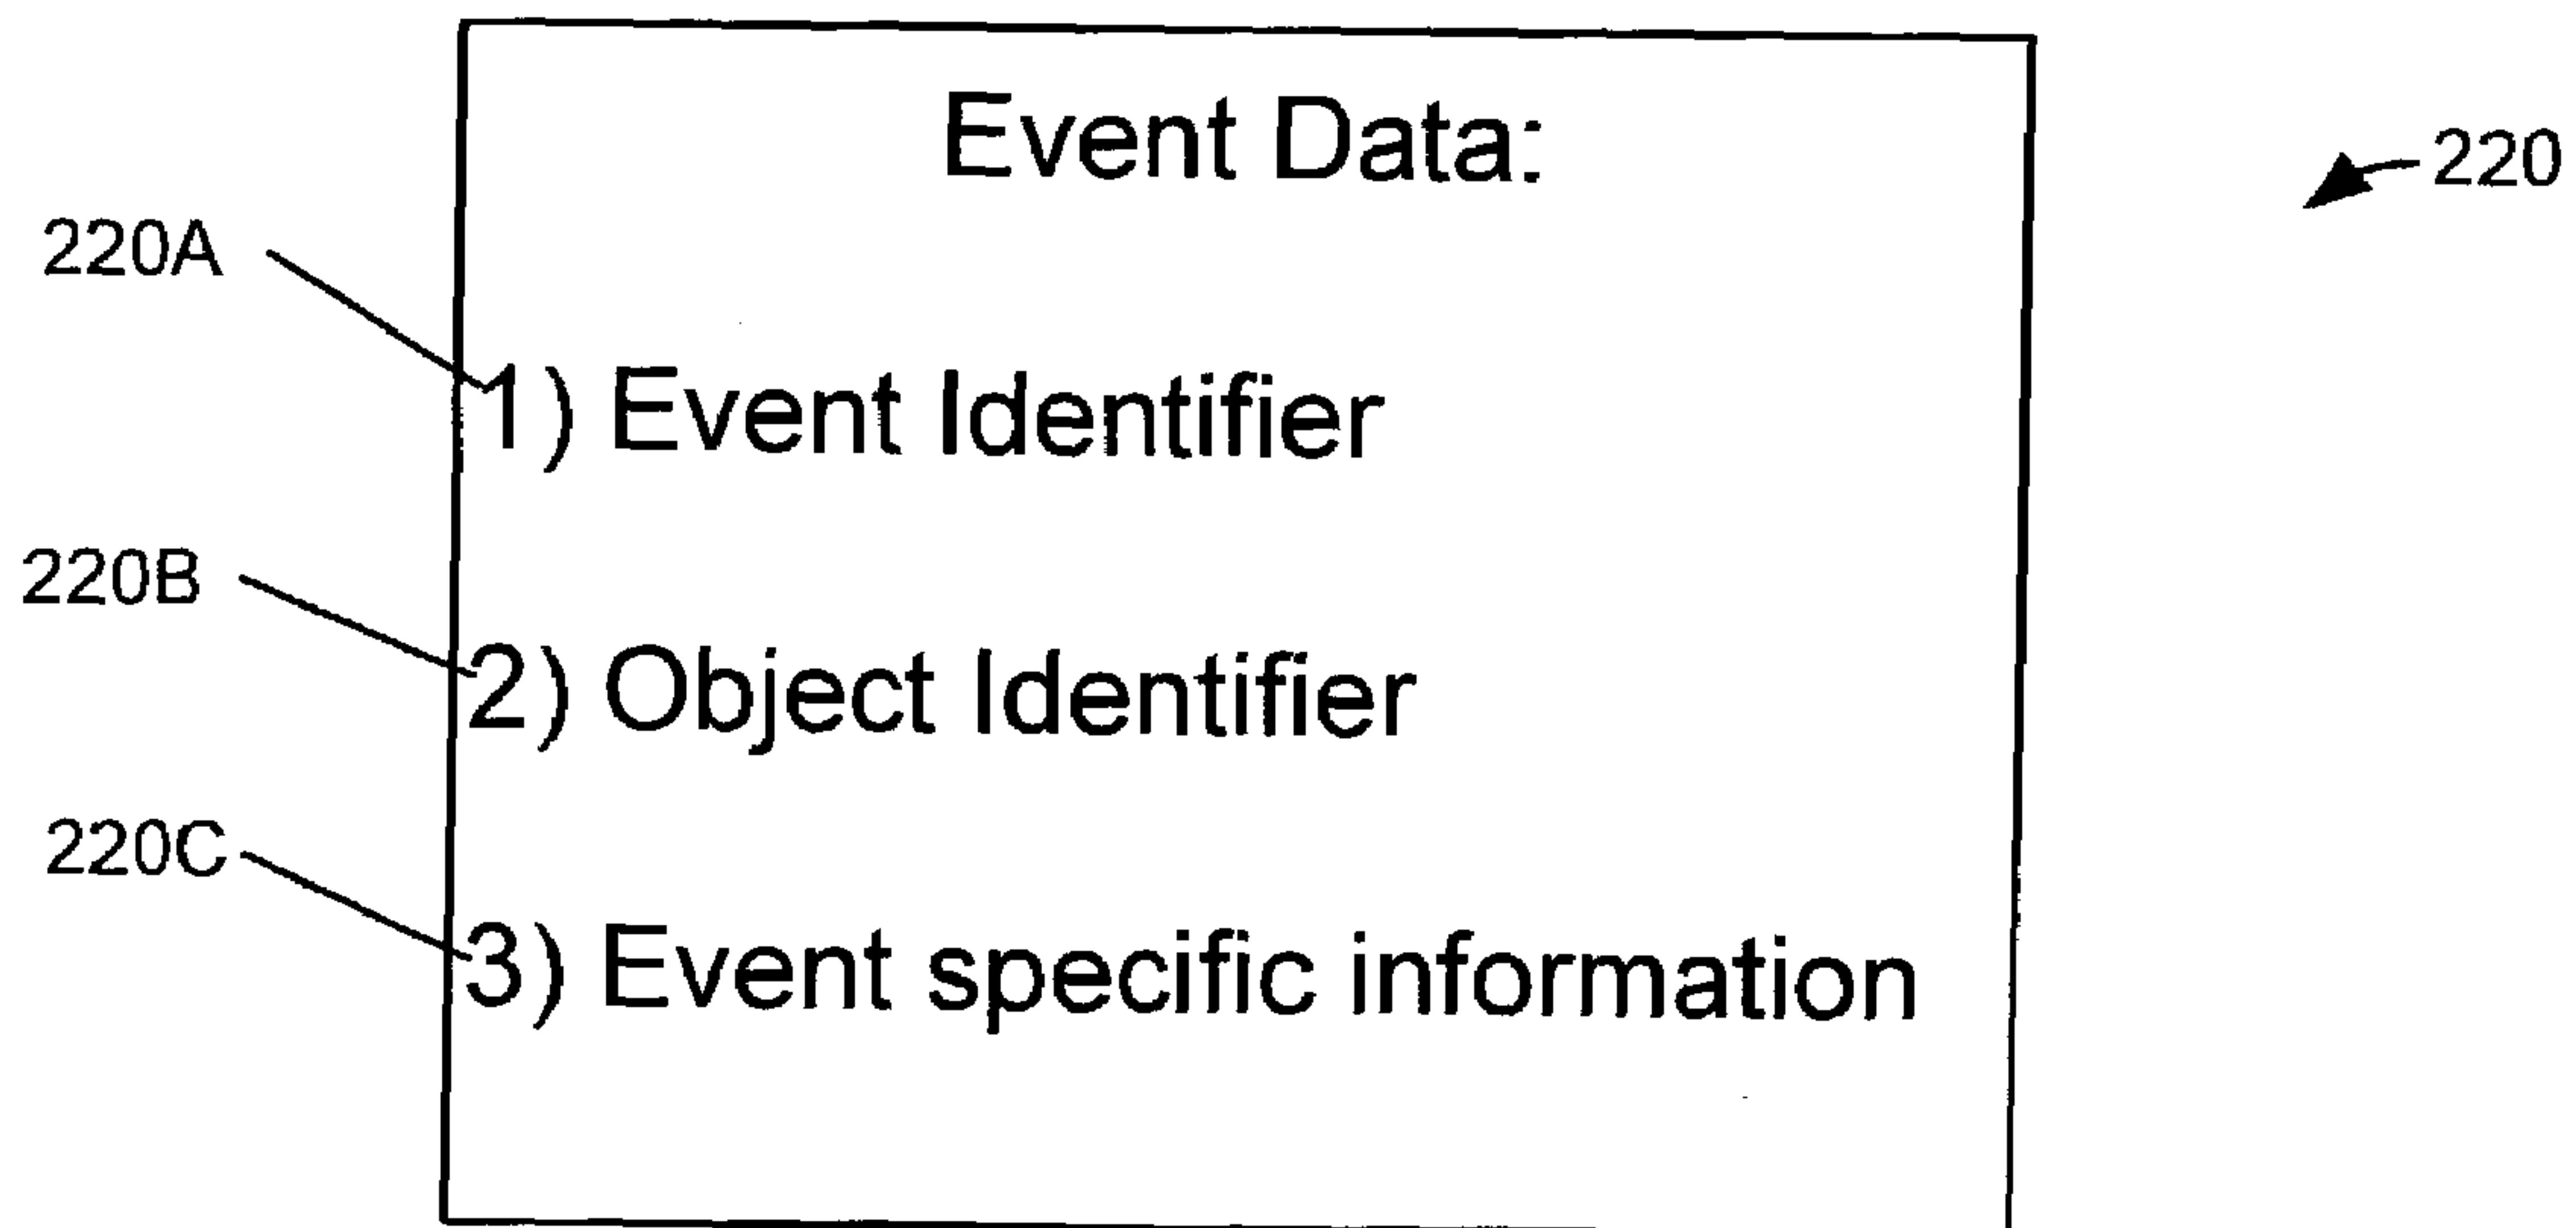 Event Data:
220
220A
1) Event Identifier
220B
2) Object Identifier
220C
3) Event specific information